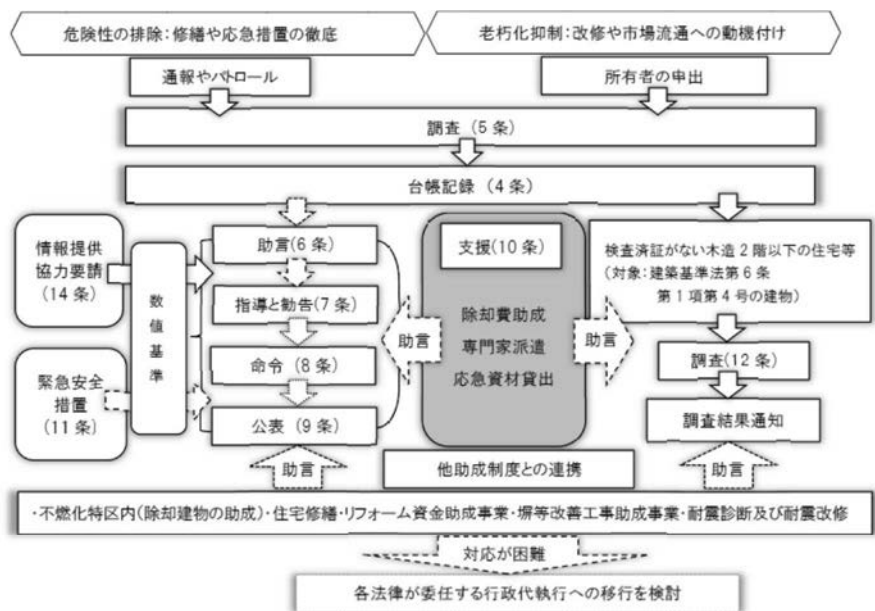 危険性の排除:修繕や応急措置の徹底
老朽化抑制:改修や市場流通への動機付け
通報やパトロール
所有者の申出
調査(5条)
台帳記録(4条)
情報提供
協力要請
(14条)
緊急安全
措置
(11条)
数値基準
助言(6条)
指導と勧告(7条)
命令(8条)
公表(9条)
助言
助言
支援(10条)
除却費助成
専門家派遣
応急資材貸出
助言
検査済証がない木造2階以下の住宅等
(対象:建築基準法第6条
第1項第4号の建物)
調査(12条)
調査結果通知
助言
他助成制度との連携
・不燃化特区内(除却建物の助成)・住宅修繕・リフォーム資金助成事業・塀等改善工事助成事業・耐震診断及び耐震改修
対応が困難
各法律が委任する行政代執行への移行を検討